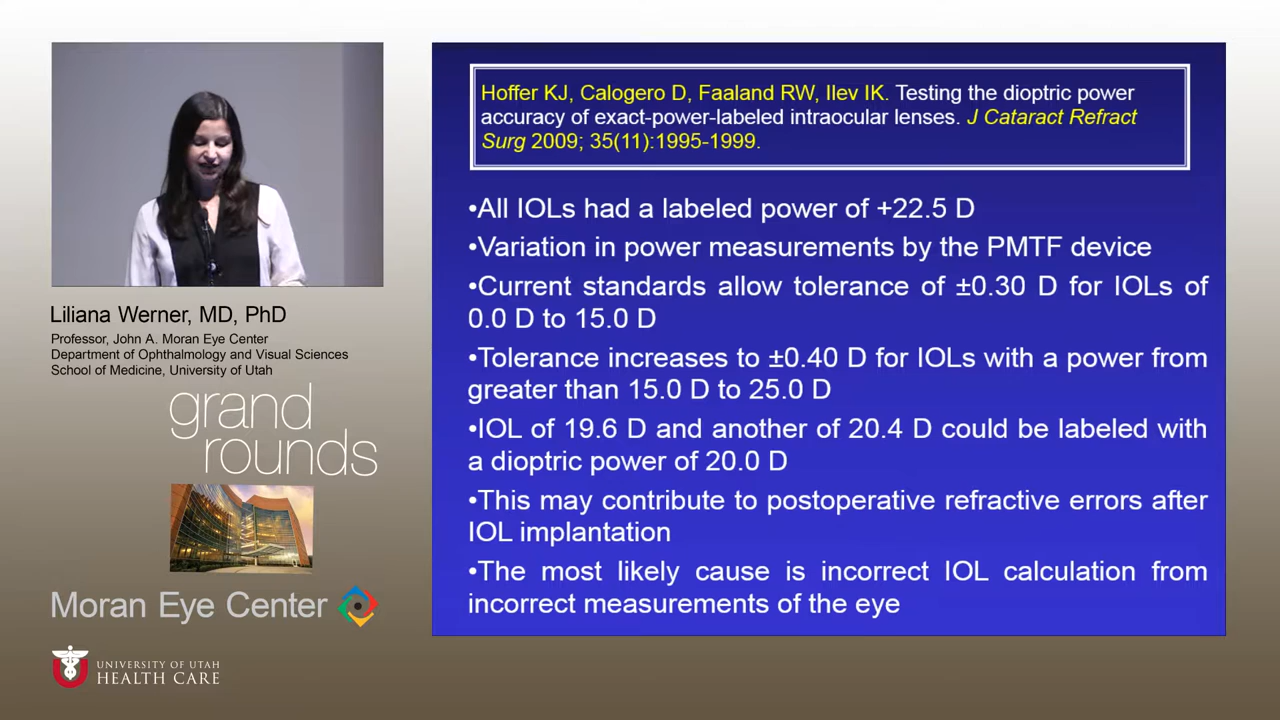 Hoffer KJ, Calogero D, Faaland RW, Ilev IK. Testing the dioptric power
accuracy of exact-power-labeled intraocular lenses. J Cataract Refract
Surg 2009; 35(11):1995-1999.
•All IOLs had a labeled power of +22.5 D
•Variation in power measurements by the PMTF device
•Current standards allow tolerance of ±0.30 D for IOLs of
0.0 D to 15.0 D
•Tolerance increases to ±0.40 D for IOLs with a power from
greater than 15.0 D to 25.0 D
•IOL of 19.6 D and another of 20.4 D could be labeled with
a dioptric power of 20.0 D
•This may contribute to postoperative refractive errors after
IOL implantation
•The most likely cause is incorrect IOL calculation from
incorrect measurements of the eye
Liliana Werner, MD, PhD
Professor, John A. Moran Eye Center
Department of Ophthalmology and Visual Sciences
School of Medicine, University of Utah
grand
rounds
Moran Eye Center
UNIVERSITY OF UTAH
HEALTH CARE